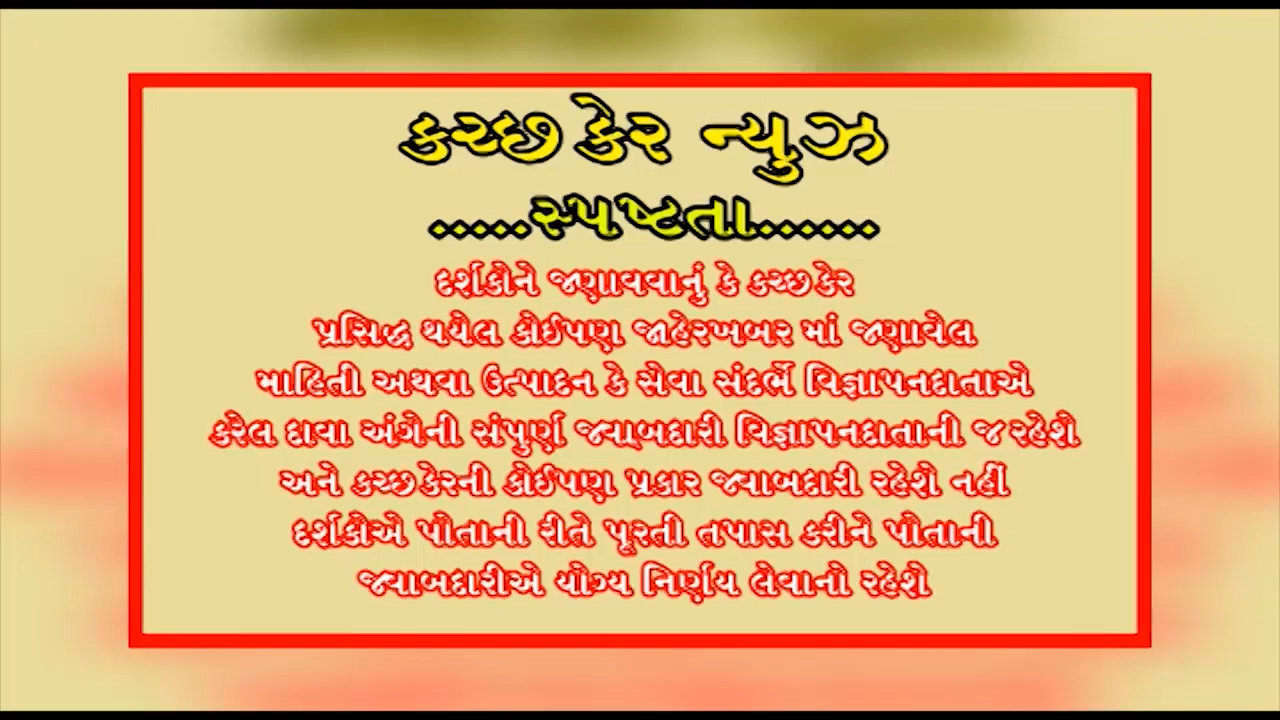 કચ્છ કેર ન્યુઝ
.....સ્પષ્ટતા......
દર્શકોને જણાવવાનું કે કચ્છ કેર
પ્રસિદ્ધ થયેલ કોઈપણ જાહેરખબર માં જણાવેલ
માહિતી અથવા ઉત્પાદન કે સેવા સંદર્ભે વિજ્ઞાપનદાતાએ
કરેલ દાવા અંગેની સંપુર્ણ જવાબદારી વિજ્ઞાપનદાતાની જ રહેશે
અને કચ્છ કેરની કોઈપણ પ્રકાર જવાબદારી રહેશે નહીં
દર્શકોએ પોતાની રીતે પૂરતી તપાસ કરીને પોતાની
જવાબદારીએ યોગ્ય નિર્ણય લેવાનો રહેશે